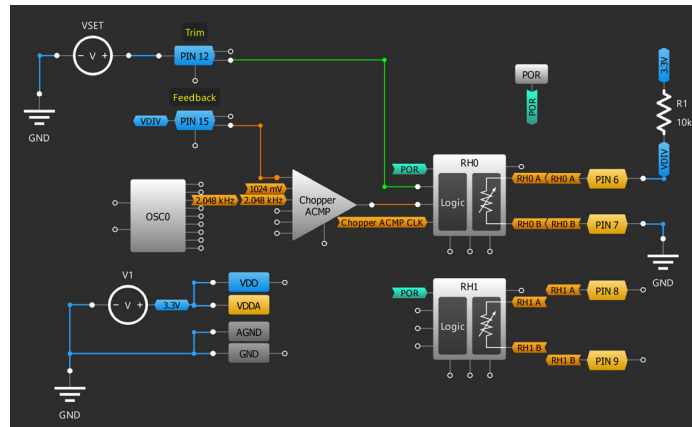 VSET
Trim
− V +
PIN 12
GND
Feedback
VDIV
PIN 15
POR
POR
3.3V
R1
10k
VDIV
OSC0
2.048 kHz
2.048 kHz
1024 mV
Chopper
ACMP
Chopper ACMP CLK
POR
RH0
Logic
RH0 A
RH0 A
PIN 6
RH0 B
RH0 B
PIN 7
GND
V1
− V +
3.3V
VDD
VDDA
AGND
GND
GND
POR
RH1
Logic
RH1 A
RH1 A
PIN 8
RH1 B
RH1 B
PIN 9